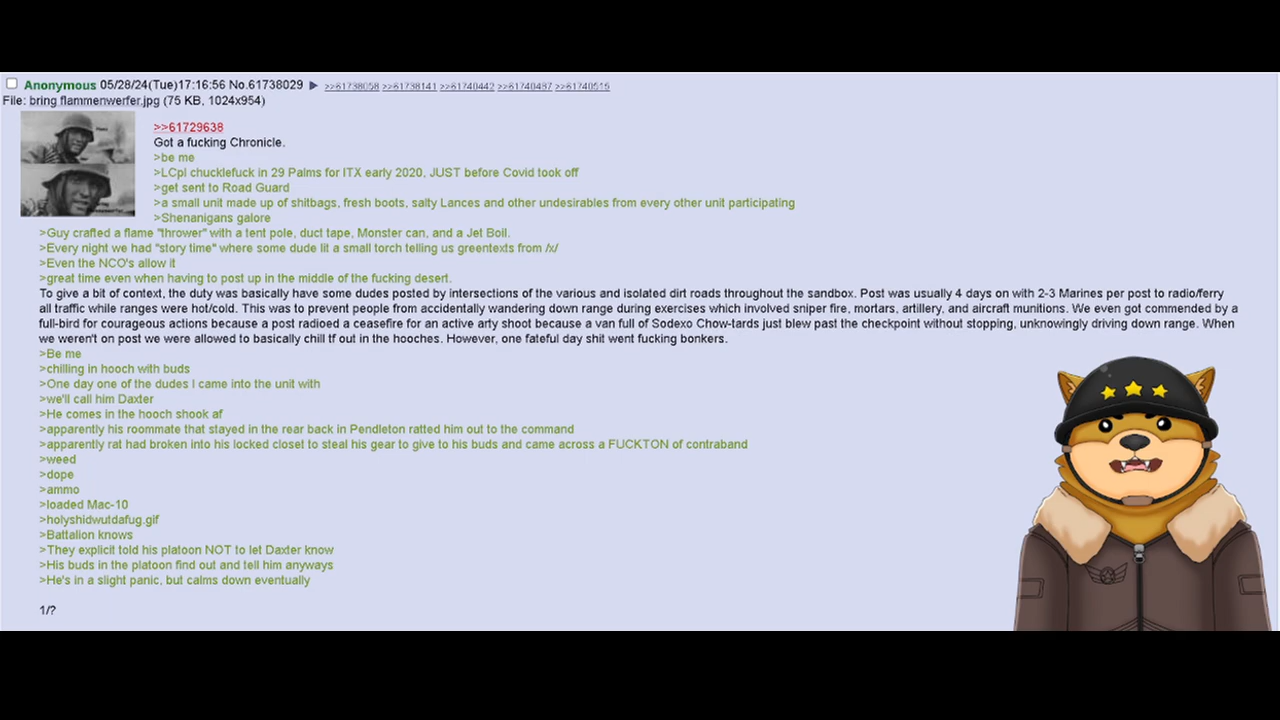 Anonymous 05/28/24(Tue)17:16:56 No.61738029 ▶ >>61738058 >>61738141 >>61740442 >>61740487 >>61740515
File: bring flammenwerfer.jpg (75 KB, 1024x954)
>>61729638
Got a fucking Chronicle.
>be me
>LCpl chucklefuck in 29 Palms for ITX early 2020, JUST before Covid took off
>get sent to Road Guard
>a small unit made up of shitbags, fresh boots, salty Lances and other undesirables from every other unit participating
>Shenanigans galore
>Guy crafted a flame "thrower" with a tent pole, duct tape, Monster can, and a Jet Boil.
>Every night we had "story time" where some dude lit a small torch telling us greentexts from /x/
>Even the NCO's allow it
>great time even when having to post up in the middle of the fucking desert.
To give a bit of context, the duty was basically have some dudes posted by intersections of the various and isolated dirt roads throughout the sandbox. Post was usually 4 days on with 2-3 Marines per post to radio/ferry
all traffic while ranges were hot/cold. This was to prevent people from accidentally wandering down range during exercises which involved sniper fire, mortars, artillery, and aircraft munitions. We even got commended by a
full-bird for courageous actions because a post radioed a ceasefire for an active arty shoot because a van full of Sodexo Chow-tards just blew past the checkpoint without stopping, unknowingly driving down range. When
we weren't on post we were allowed to basically chill tf out in the hooches. However, one fateful day shit went fucking bonkers.
>Be me
>chilling in hooch with buds
>One day one of the dudes I came into the unit with
>we'll call him Daxter
>He comes in the hooch shook af
>apparently his roommate that stayed in the rear back in Pendleton ratted him out to the command
>apparently rat had broken into his locked closet to steal his gear to give to his buds and came across a FUCKTON of contraband
>weed
>dope
>ammo
>loaded Mac-10
>holyshidwutdafug.gif
>Battalion knows
>They explicit told his platoon NOT to let Daxter know
>His buds in the platoon find out and tell him anyways
>He's in a slight panic, but calms down eventually
1/?